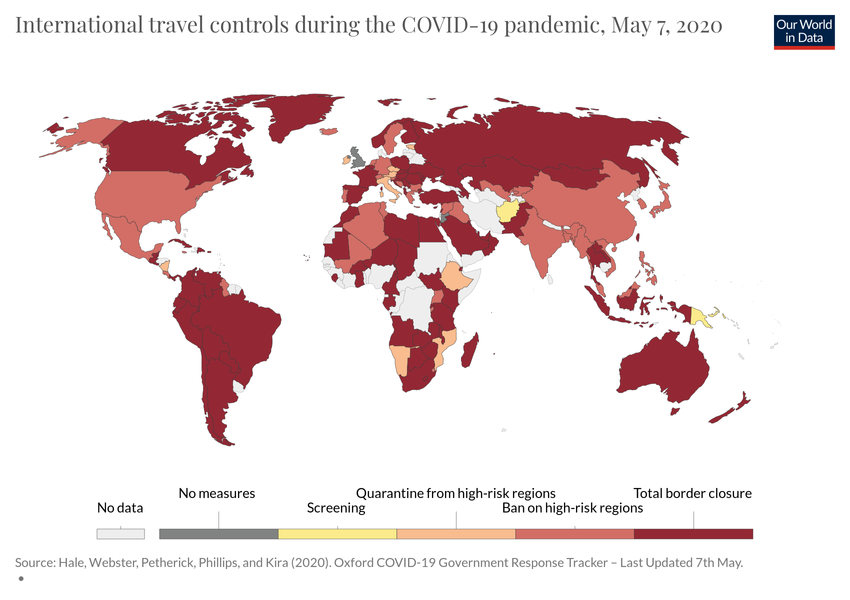 International travel controls during the COVID-19 pandemic, May 7, 2020
Our World
in Data
No data
No measures
Screening
Quarantine from high-risk regions
Ban on high-risk regions
Total border closure
Source: Hale, Webster, Petherick, Phillips, and Kira (2020). Oxford COVID-19 Government Response Tracker – Last Updated 7th May.
•